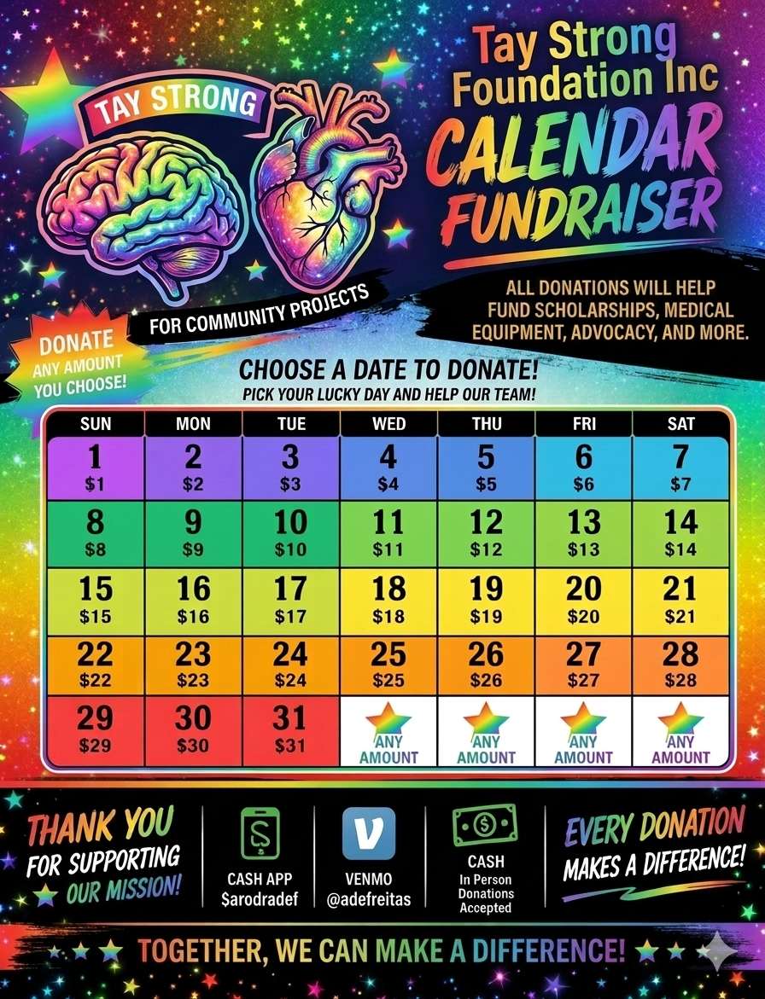 Tay Strong
Foundation Inc
CALENDAR
FUNDRAISER
TAY STRONG
FOR COMMUNITY PROJECTS
ALL DONATIONS WILL HELP
FUND SCHOLARSHIPS, MEDICAL
EQUIPMENT, ADVOCACY, AND MORE.
DONATE
ANY AMOUNT
YOU CHOOSE!
CHOOSE A DATE TO DONATE!
PICK YOUR LUCKY DAY AND HELP OUR TEAM!
SUN MON TUE WED THU FRI SAT
1 2 3 4 5 6 7
$1 $2 $3 $4 $5 $6 $7
8 9 10 11 12 13 14
$8 $9 $10 $11 $12 $13 $14
15 16 17 18 19 20 21
$15 $16 $17 $18 $19 $20 $21
22 23 24 25 26 27 28
$22 $23 $24 $25 $26 $27 $28
29 30 31
$29 $30 $31
ANY ANY ANY ANY
AMOUNT AMOUNT AMOUNT AMOUNT
THANK YOU
FOR SUPPORTING
OUR MISSION!
CASH APP
$arodradef
VENMO
@adefreitas
CASH
In Person
Donations
Accepted
EVERY DONATION
MAKES A DIFFERENCE!
TOGETHER, WE CAN MAKE A DIFFERENCE!